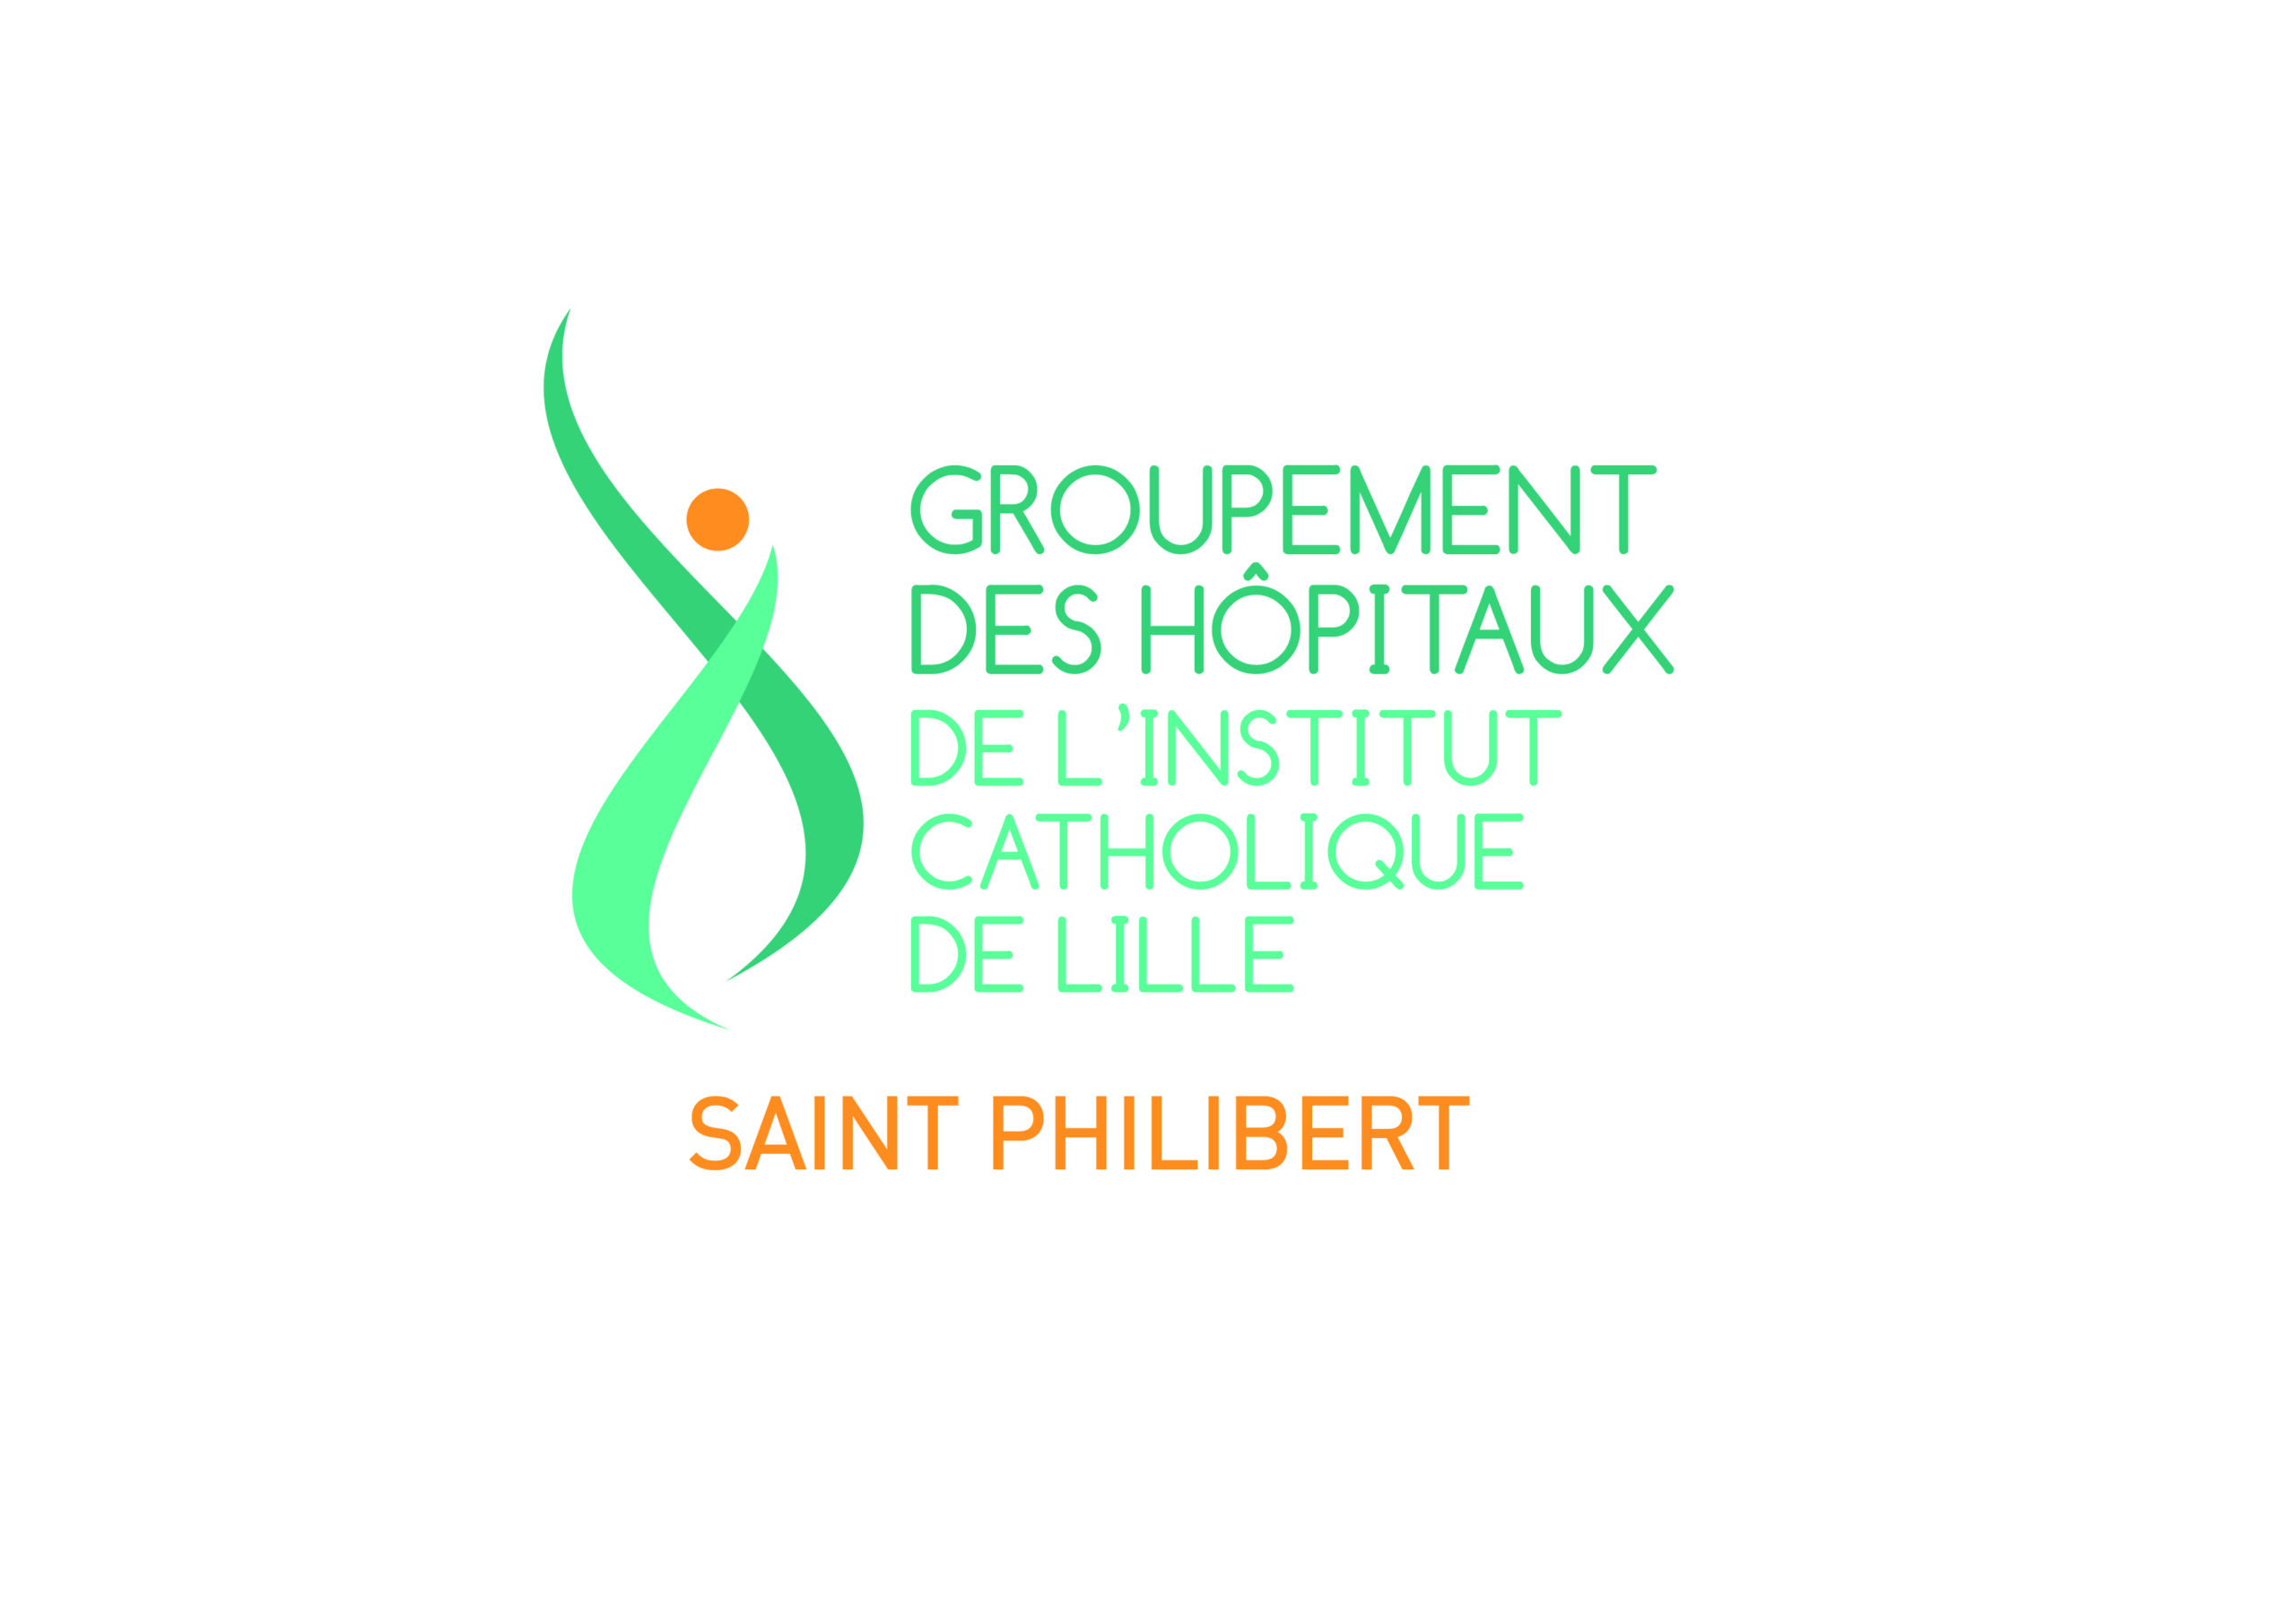 GROUPEMENT
DES HÔPITAUX
DE L'INSTITUT
CATHOLIQUE
DE LILLE
SAINT PHILIBERT